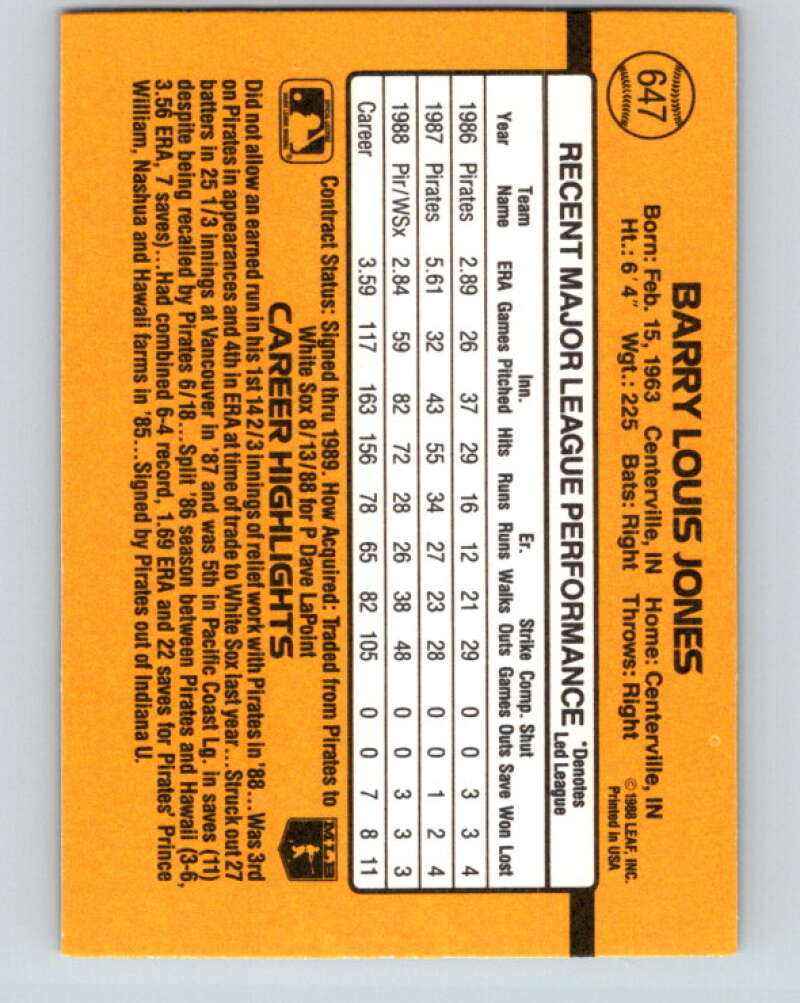 647
BARRY LOUIS JONES
Born: Feb. 15, 1963 Centerville, IN Home: Centerville, IN
Ht.: 6'4" Wgt.: 225 Bats: Right Throws: Right
© 1988 LEAF, INC.
Printed in USA
RECENT MAJOR LEAGUE PERFORMANCE *Denotes
Led League
Team Inn. Er. Strike Comp. Shut
Year Name ERA Games Pitched Hits Runs Runs Walks Outs Games Outs Save Won Lost
1986 Pirates 2.89 26 37 29 16 12 21 29 0 0 3 3 4
1987 Pirates 5.61 32 43 55 34 27 23 28 0 0 1 2 4
1988 Pir/WSx 2.84 59 82 72 28 26 38 48 0 0 3 3 3
Career 3.59 117 163 156 78 65 82 105 0 0 7 8 11
Contract Status: Signed thru 1989. How Acquired: Traded from Pirates to
White Sox 8/13/88 for P Dave LaPoint
MLB
CAREER HIGHLIGHTS
Did not allow an earned run in his 1st 14 2/3 innings of relief work with Pirates in '88...Was 3rd
on Pirates in appearances and 4th in ERA at time of trade to White Sox last year...Struck out 27
batters in 25 1/3 innings at Vancouver in '87 and was 5th in Pacific Coast Lg. in saves (11)
despite being recalled by Pirates 6/18...Split '86 season between Pirates and Hawaii (3-6,
3.56 ERA, 7 saves)...Had combined 6-4 record, 1.69 ERA and 22 saves for Pirates' Prince
William, Nashua and Hawaii farms in '85...Signed by Pirates out of Indiana U.